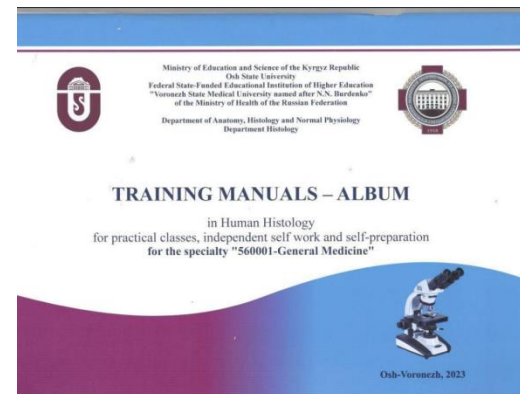 Ministry of Education and Science of the Kyrgyz Republic
Osh State University
Federal State-Funded Educational Institution of Higher Education
"Voronezh State Medical University named after N.N. Burdenko"
of the Ministry of Health of the Russian Federation
Department of Anatomy, Histology and Normal Physiology
Department Histology
TRAINING MANUALS – ALBUM
in Human Histology
for practical classes, independent self work and self-preparation
for the specialty "560001-General Medicine"
Osh-Voronezh, 2023